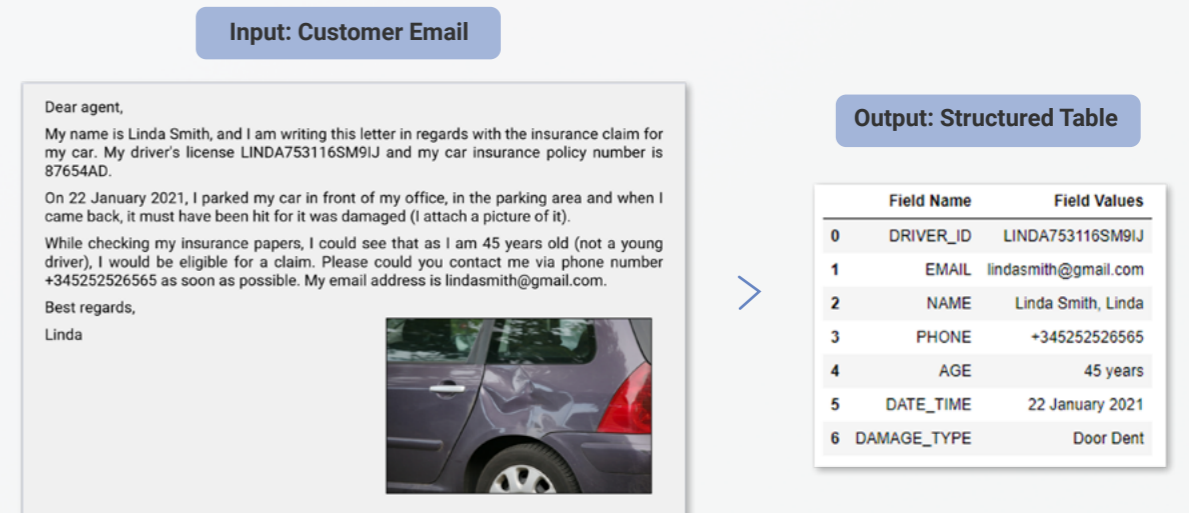 Input: Customer Email
Dear agent,
My name is Linda Smith, and I am writing this letter in regards with the insurance claim for
my car. My driver's license LINDA753116SM9IJ and my car insurance policy number is
87654AD.
On 22 January 2021, I parked my car in front of my office, in the parking area and when I
came back, it must have been hit for it was damaged (I attach a picture of it).
While checking my insurance papers, I could see that as I am 45 years old (not a young
driver), I would be eligible for a claim. Please could you contact me via phone number
+345252526565 as soon as possible. My email address is lindasmith@gmail.com.
Best regards,
Linda
Output: Structured Table
Field Name Field Values
0 DRIVER_ID LINDA753116SM9IJ
1 EMAIL lindasmith@gmail.com
2 NAME Linda Smith, Linda
3 PHONE +345252526565
4 AGE 45 years
5 DATE_TIME 22 January 2021
6 DAMAGE_TYPE Door Dent